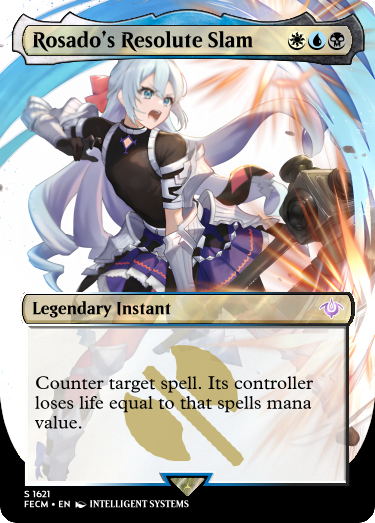 Rosado's Resolute Slam
Legendary Instant
Counter target spell. Its controller
loses life equal to that spells mana
value.
S 1621
FECM • EN INTELLIGENT SYSTEMS